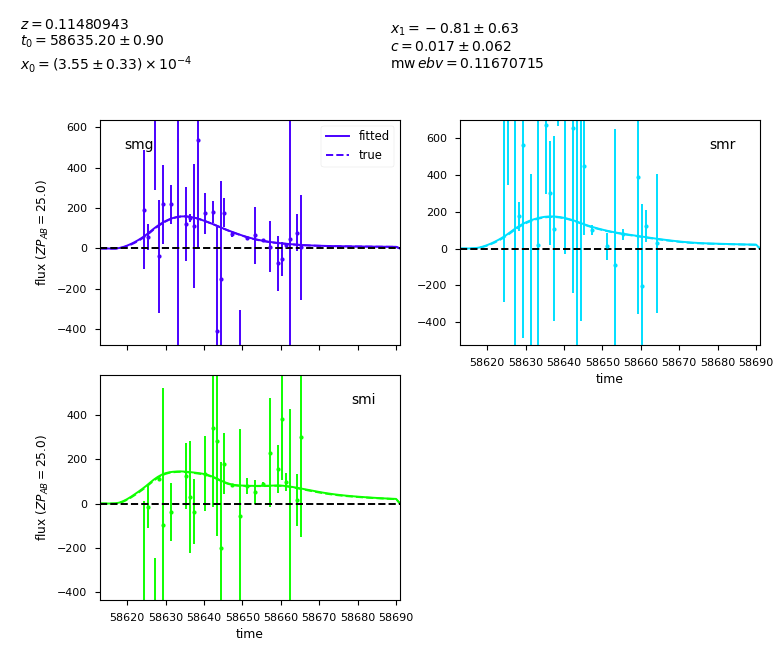 z = 0.11480943
t₀ = 58635.20 ± 0.90
x₀ = (3.55 ± 0.33) × 10⁻⁴
x₁ = −0.81 ± 0.63
c = 0.017 ± 0.062
mw ebv = 0.11670715
smg
fitted
true
600
400
200
0
−200
−400
flux (ZP_AB = 25.0)
smr
600
400
200
0
−200
−400
58620 58630 58640 58650 58660 58670 58680 58690
time
smi
400
200
0
−200
−400
flux (ZP_AB = 25.0)
58620 58630 58640 58650 58660 58670 58680 58690
time